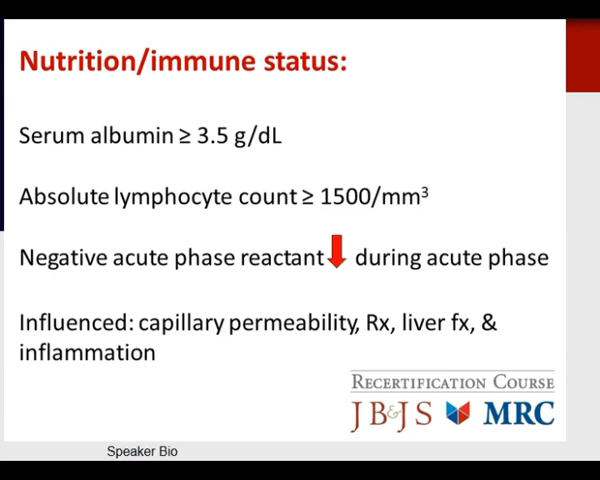 Nutrition/immune status:
Serum albumin ≥ 3.5 g/dL
Absolute lymphocyte count ≥ 1500/mm³
Negative acute phase reactant during acute phase
Influenced: capillary permeability, Rx, liver fx, &
inflammation
RECERTIFICATION COURSE
JB&JS MRC
Speaker Bio